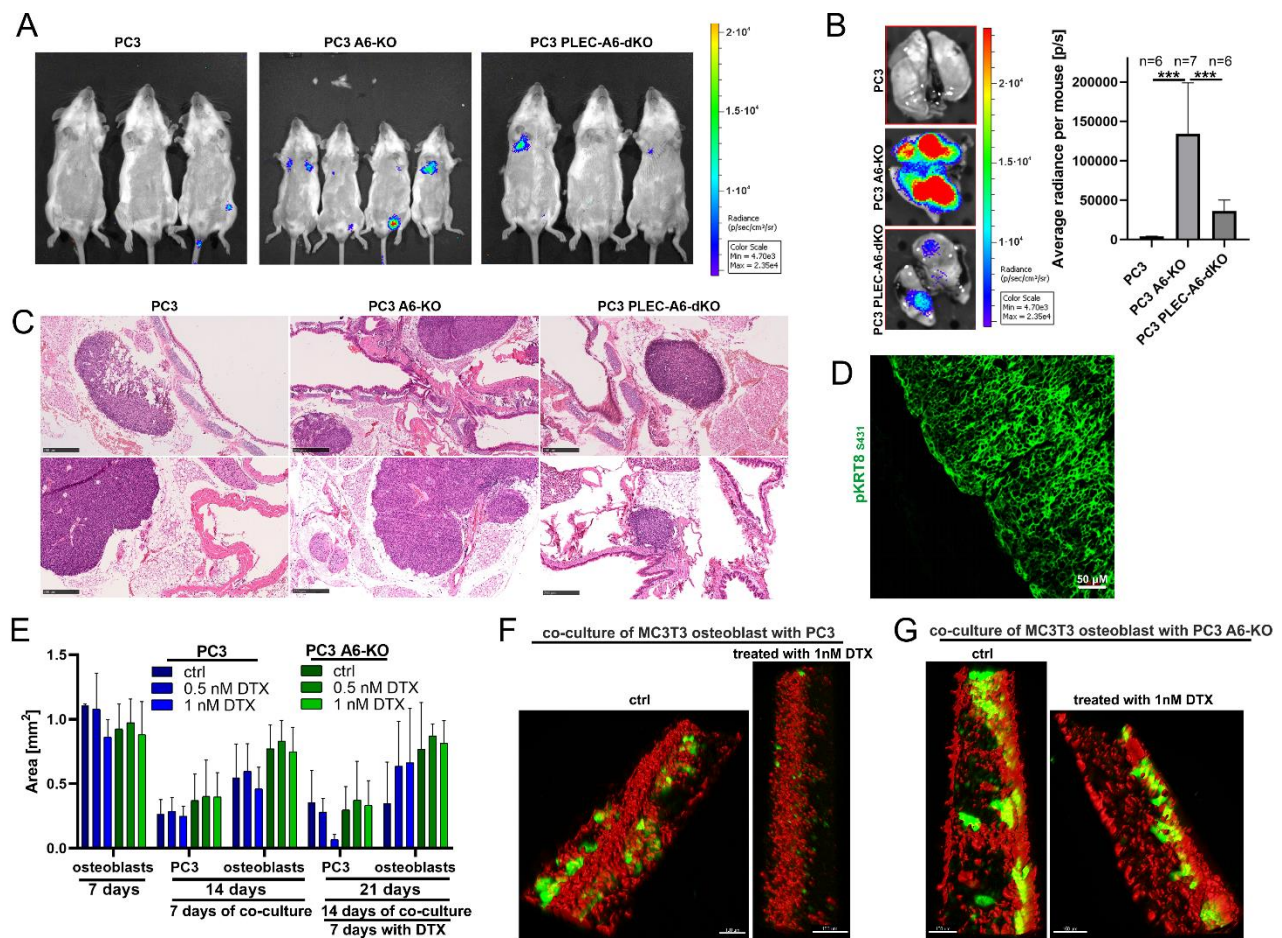 A
PC3
PC3 A6-KO
PC3 PLEC-A6-dKO
2·10⁴
1.5·10⁴
1·10⁴
Radiance
(p/sec/cm²/sr)
Color Scale
Min = 4.70e3
Max = 2.35e4
B
PC3
PC3 A6-KO
PC3 PLEC-A6-dKO
2·10⁴
1.5·10⁴
1·10⁴
Radiance
(p/sec/cm²/sr)
Color Scale
Min = 4.70e3
Max = 2.35e4
Average radiance per mouse [p/s]
n=6 n=7 n=6
*** ***
200000
150000
100000
50000
0
PC3
PC3 A6-KO
PC3 PLEC-A6-dKO
C
PC3
PC3 A6-KO
PC3 PLEC-A6-dKO
D
pKRT8 S431
50 µM
E
Area [mm²]
1.5
1.0
0.5
0.0
PC3
ctrl
0.5 nM DTX
1 nM DTX
PC3 A6-KO
ctrl
0.5 nM DTX
1 nM DTX
osteoblasts PC3 osteoblasts PC3 osteoblasts
7 days 14 days 21 days
7 days of co-culture 14 days of co-culture
7 days with DTX
F
co-culture of MC3T3 osteoblast with PC3
ctrl
treated with 1nM DTX
G
co-culture of MC3T3 osteoblast with PC3 A6-KO
ctrl
treated with 1nM DTX